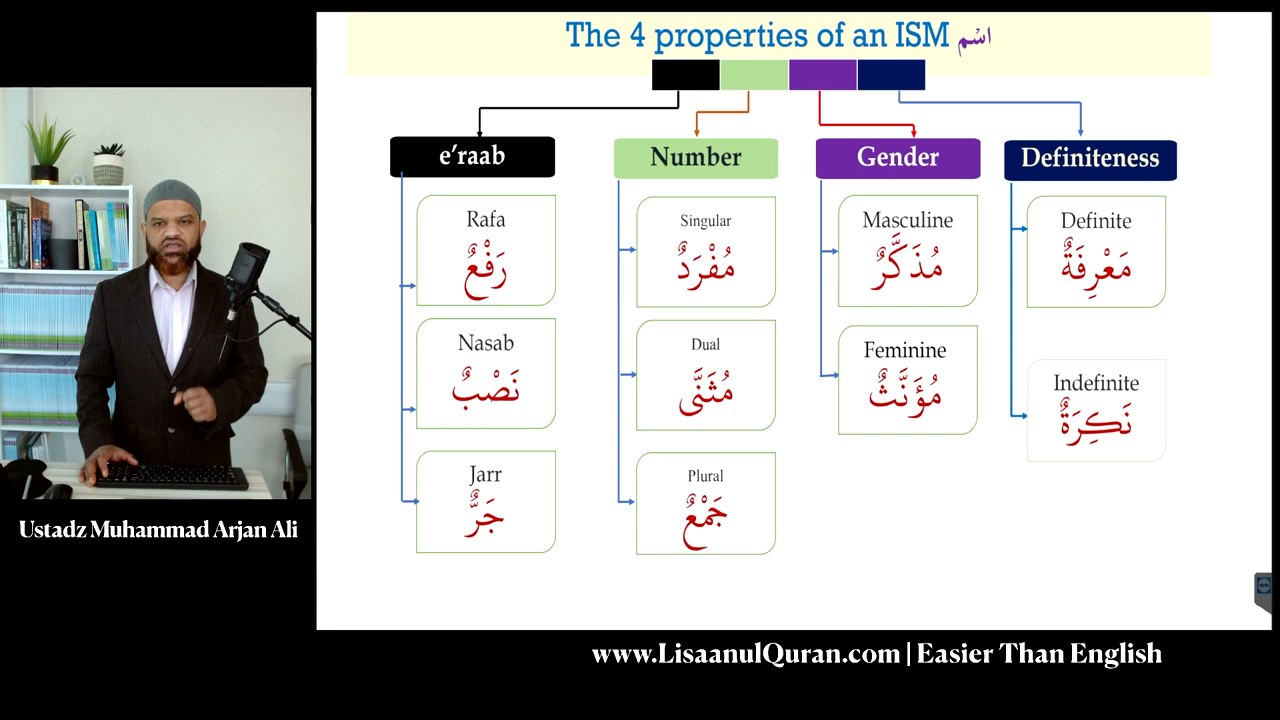 The 4 properties of an ISM اسْم
e'raab
Number
Gender
Definiteness
Rafa
رَفْعٌ
Nasab
نَصْبٌ
Jarr
جَرٌّ
Singular
مُفْرَدٌ
Dual
مُثَنَّى
Plural
جَمْعٌ
Masculine
مُذَكَّرٌ
Feminine
مُؤَنَّثٌ
Definite
مَعْرِفَةٌ
Indefinite
نَكِرَةٌ
Ustadz Muhammad Arjan Ali
www.LisaanulQuran.com | Easier Than English